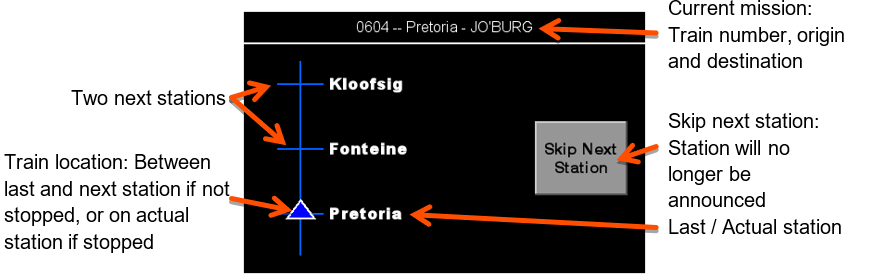 Current mission:
Train number, origin
and destination
0604 -- Pretoria - JO'BURG
Two next stations
Kloofsig
Fonteine
Pretoria
Train location: Between
last and next station if not
stopped, or on actual
station if stopped
Skip Next
Station
Skip next station:
Station will no
longer be
announced
Last / Actual station